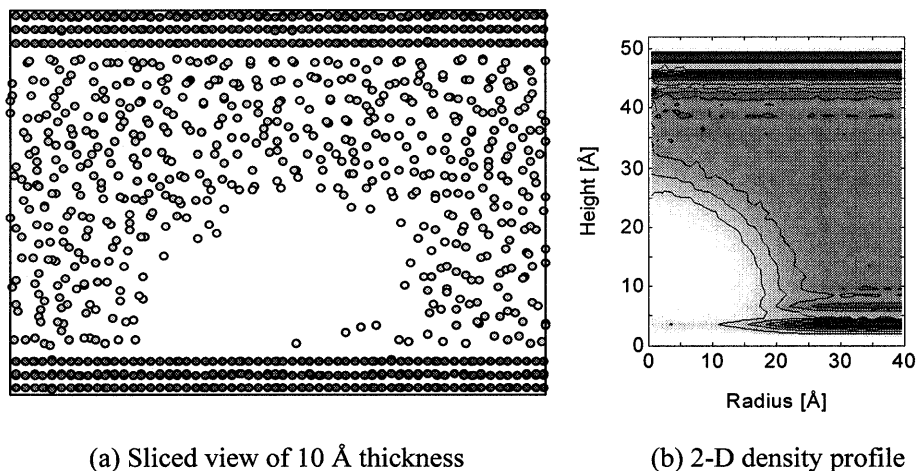 50
40
30
20
10
0
Height [Å]
0 10 20 30 40
Radius [Å]
(a) Sliced view of 10 Å thickness
(b) 2-D density profile